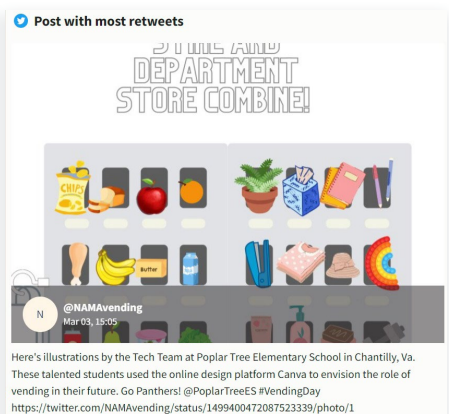 Post with most retweets
DEPARTMENT
STORE COMBINE!
CHIPS
Butter
N
@NAMAvending
Mar 03, 15:05
Here's illustrations by the Tech Team at Poplar Tree Elementary School in Chantilly, Va.
These talented students used the online design platform Canva to envision the role of
vending in their future. Go Panthers! @PoplarTreeES #VendingDay
https://twitter.com/NAMAvending/status/1499400472087523339/photo/1